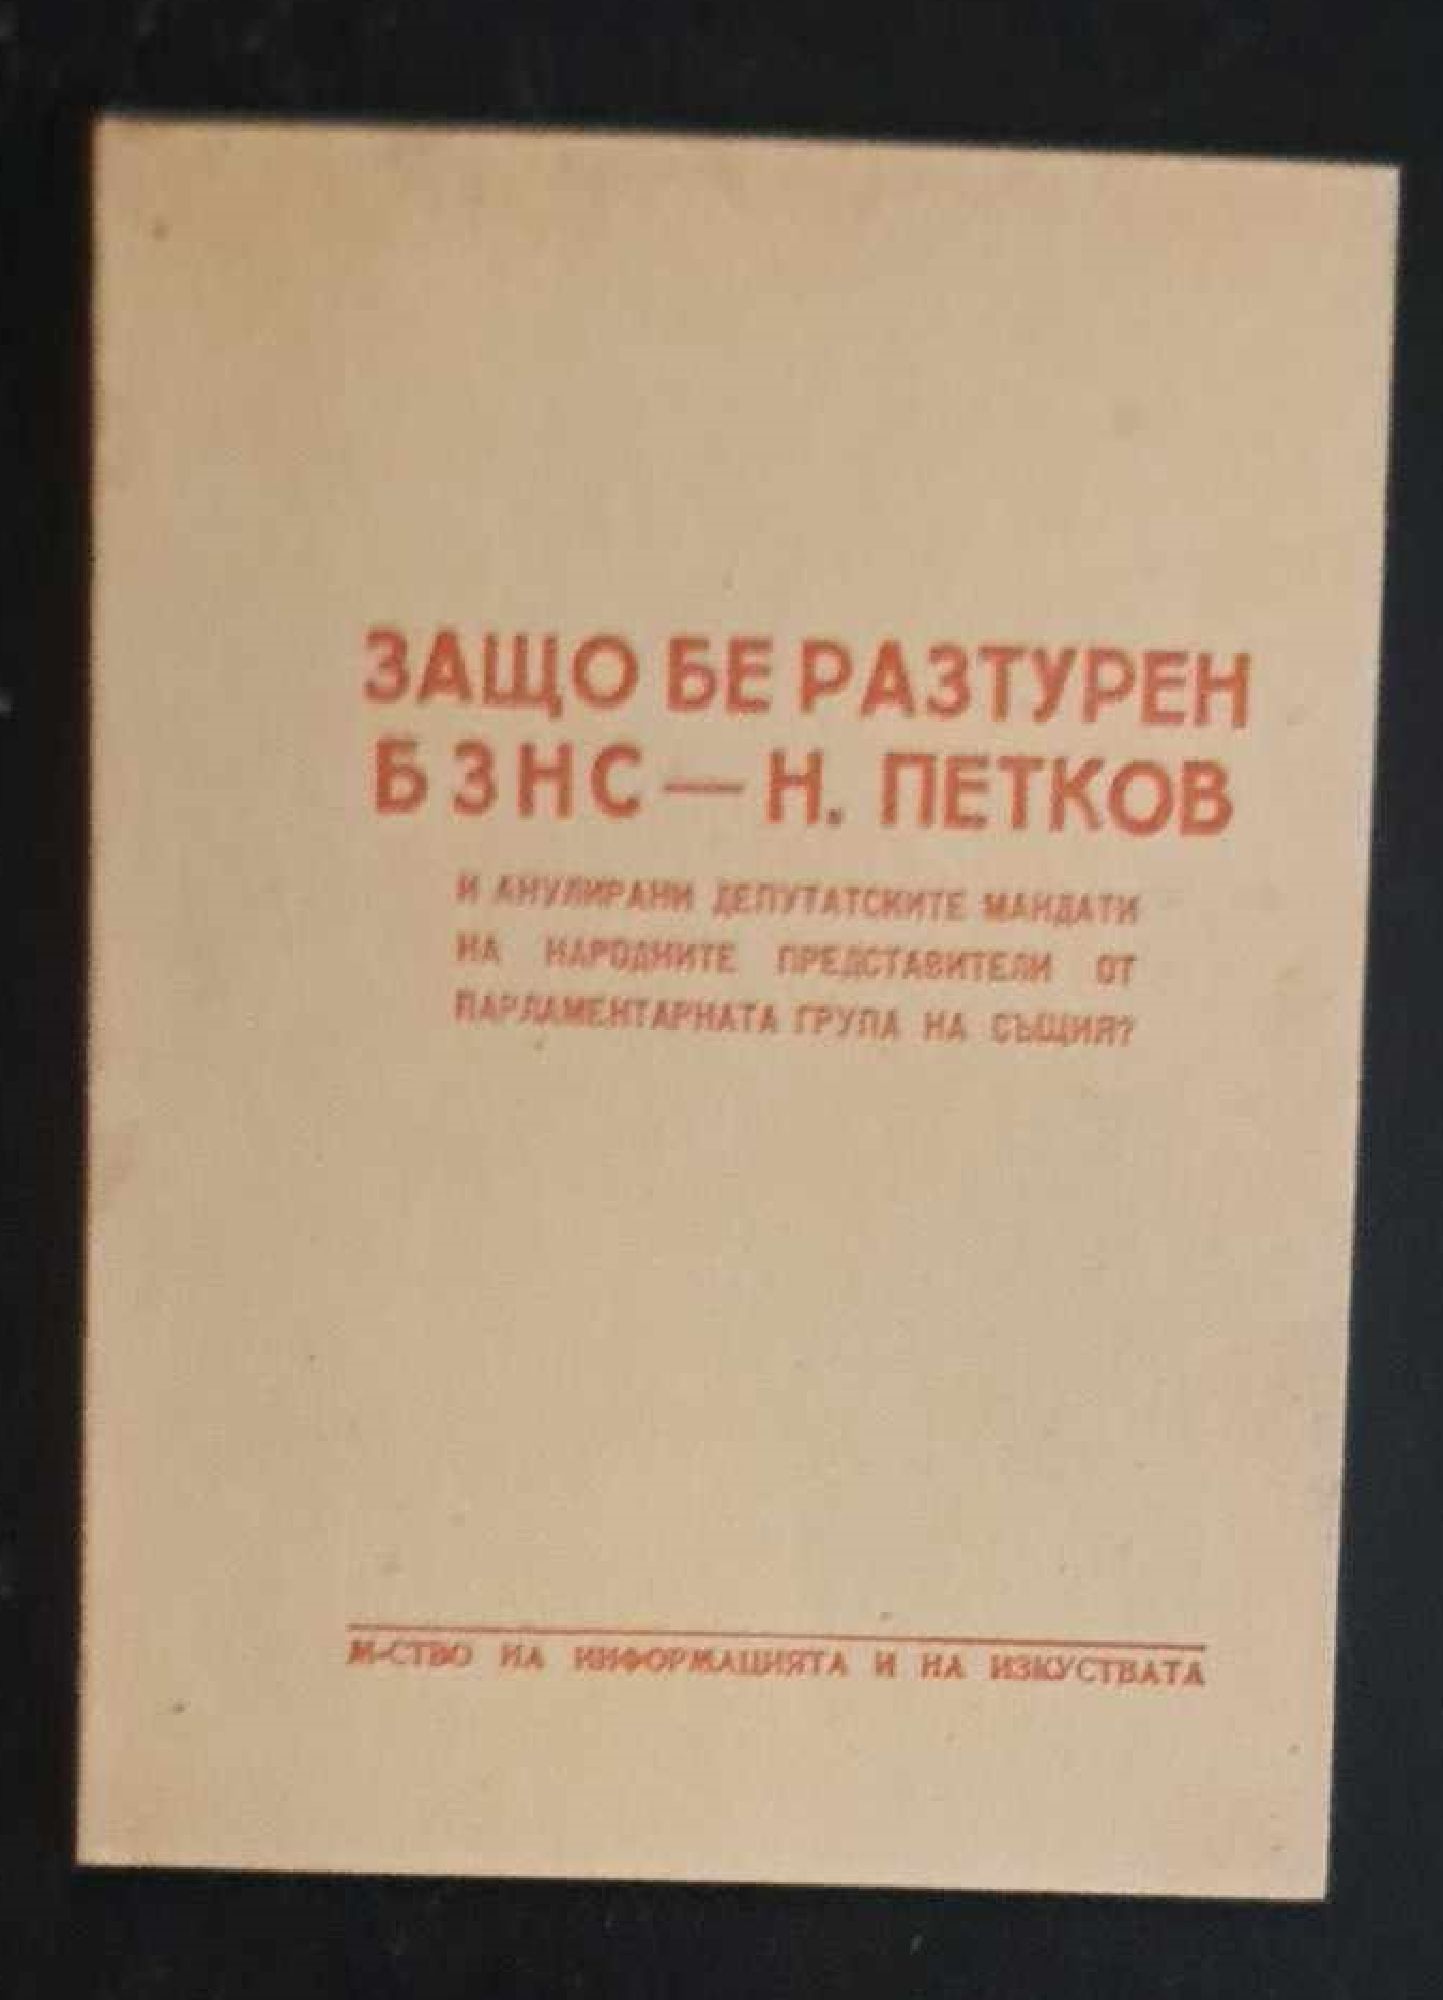 ЗАЩО БЕ РАЗТУРЕН
БЗНС — Н. ПЕТКОВ
И АНУЛИРАНИ ДЕПУТАТСКИТЕ МАНДАТИ
НА НАРОДНИТЕ ПРЕДСТАВИТЕЛИ ОТ
ПАРЛАМЕНТАРНАТА ГРУПА НА СЪЩИЯ?
М-СТВО НА ИНФОРМАЦИЯТА И НА ИЗКУСТВАТА